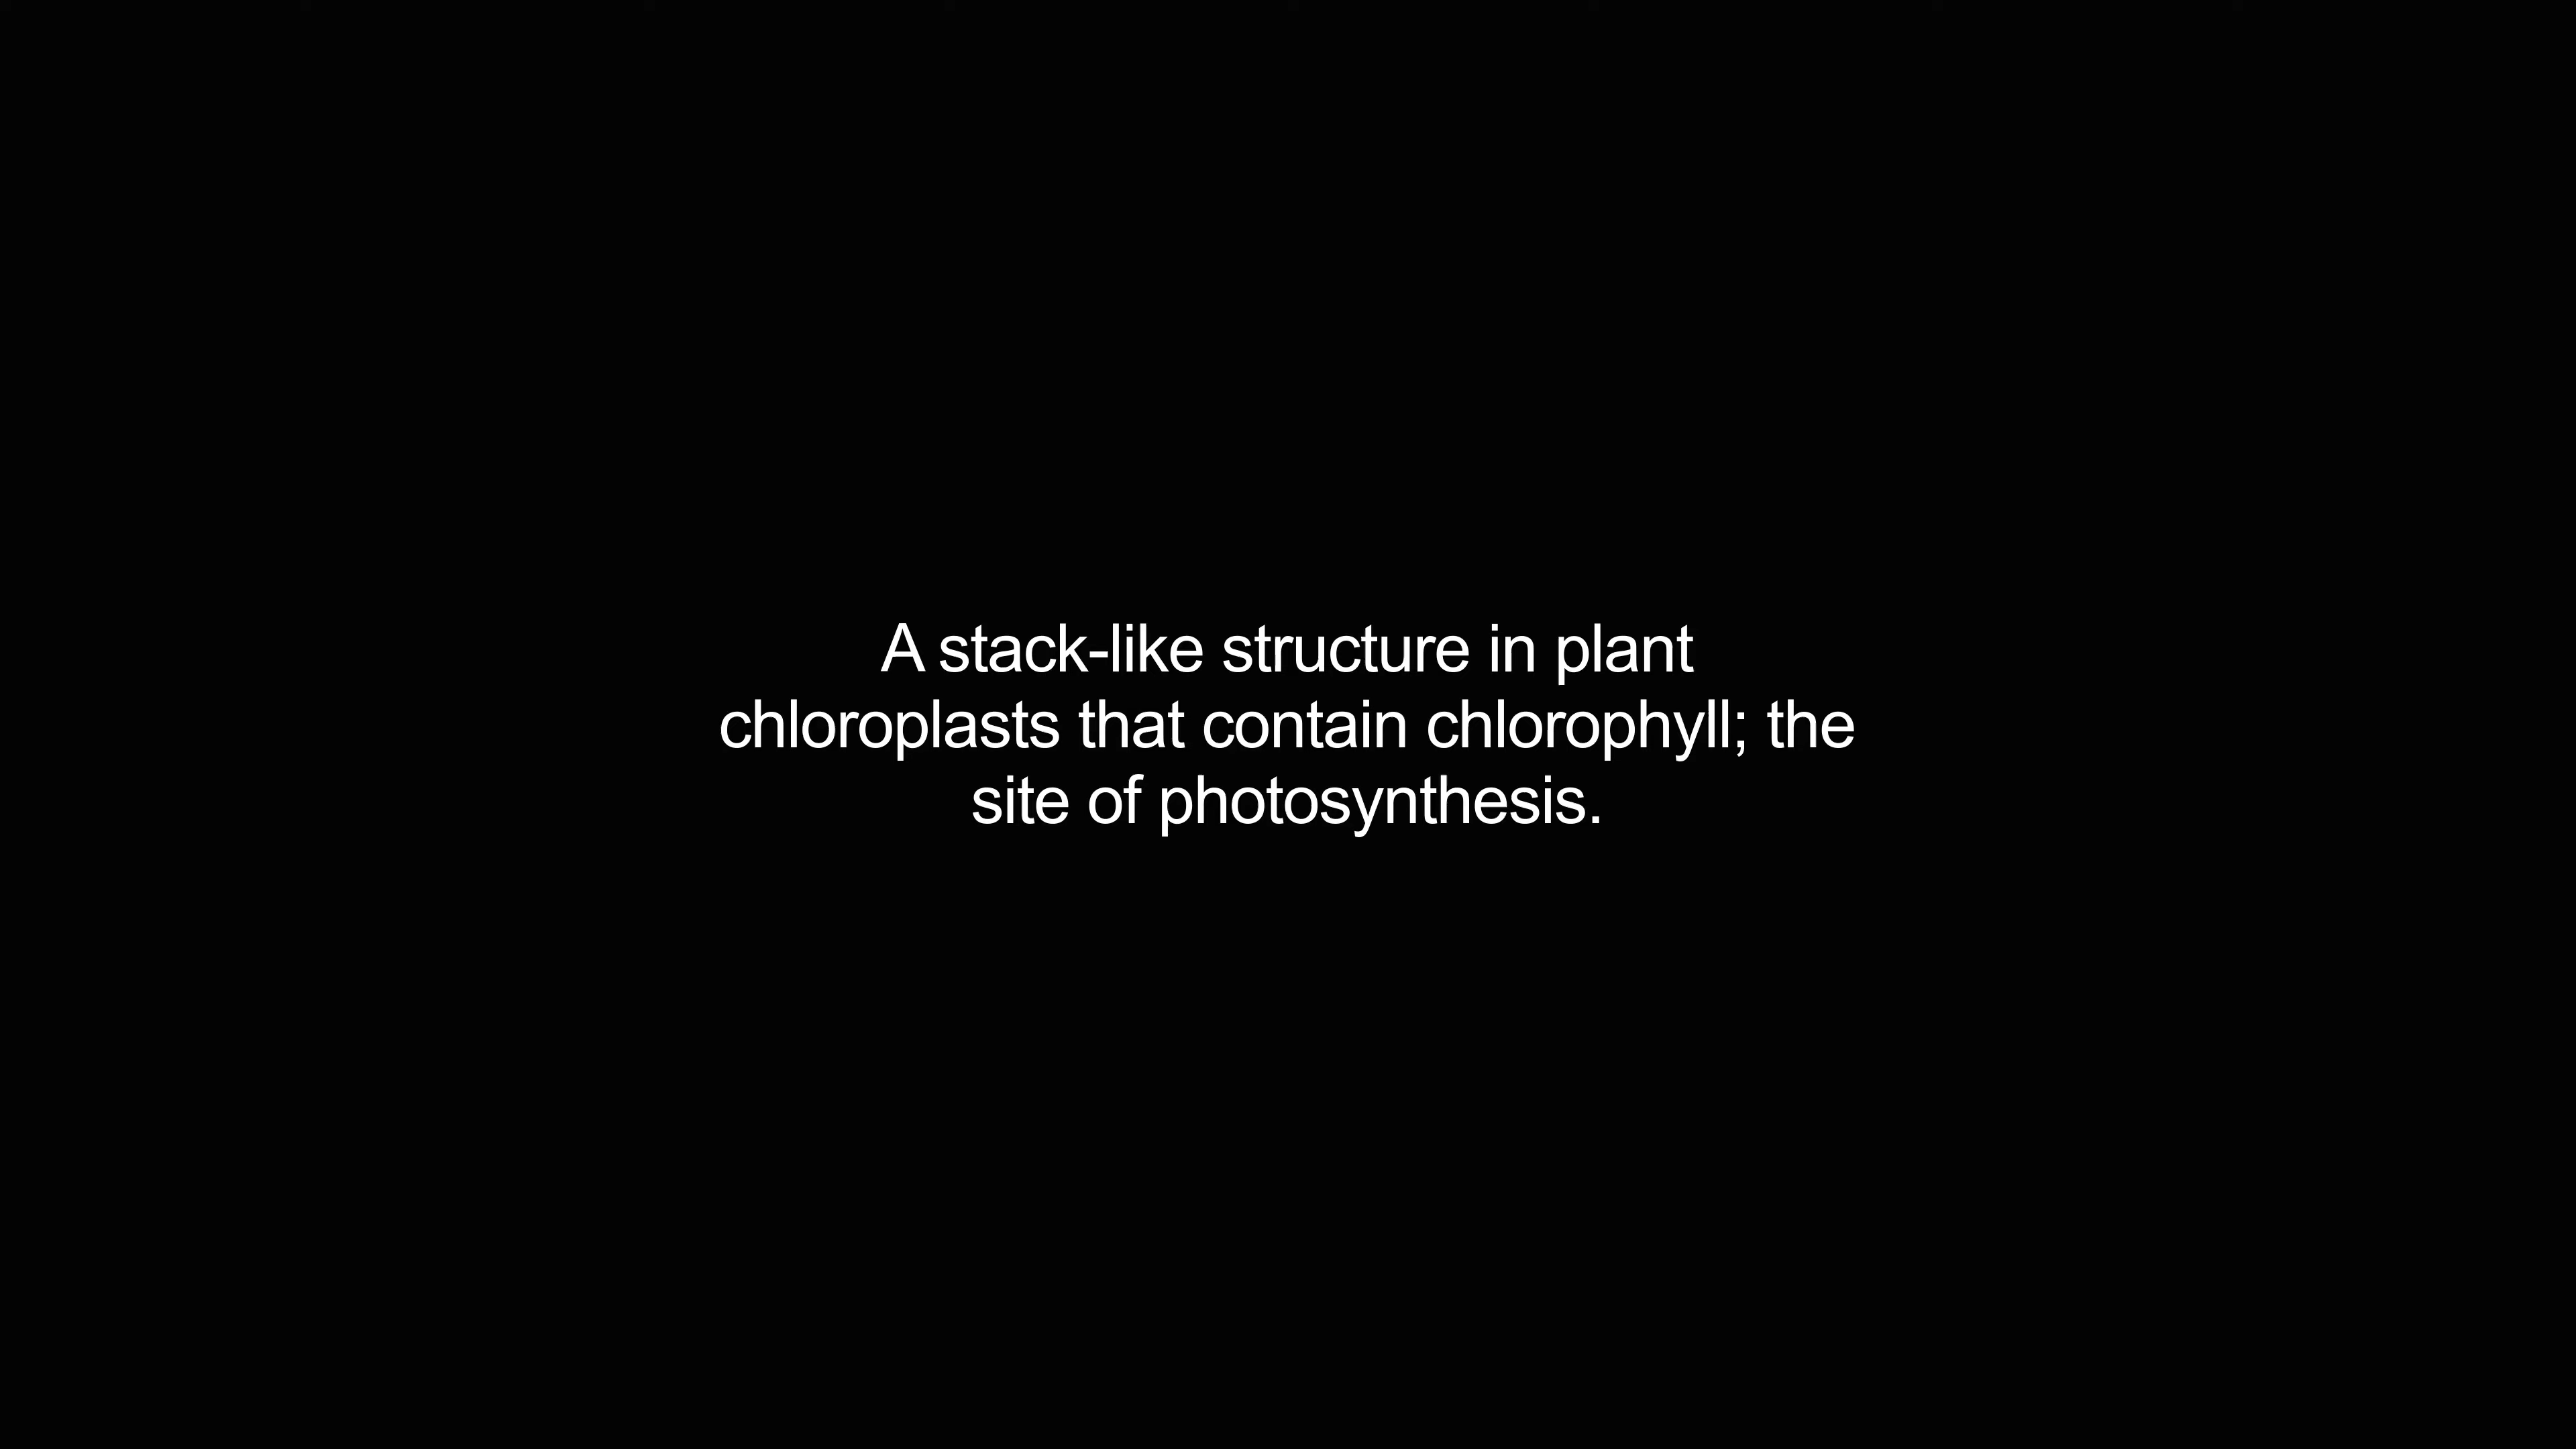 A stack-like structure in plant
chloroplasts that contain chlorophyll; the
site of photosynthesis.